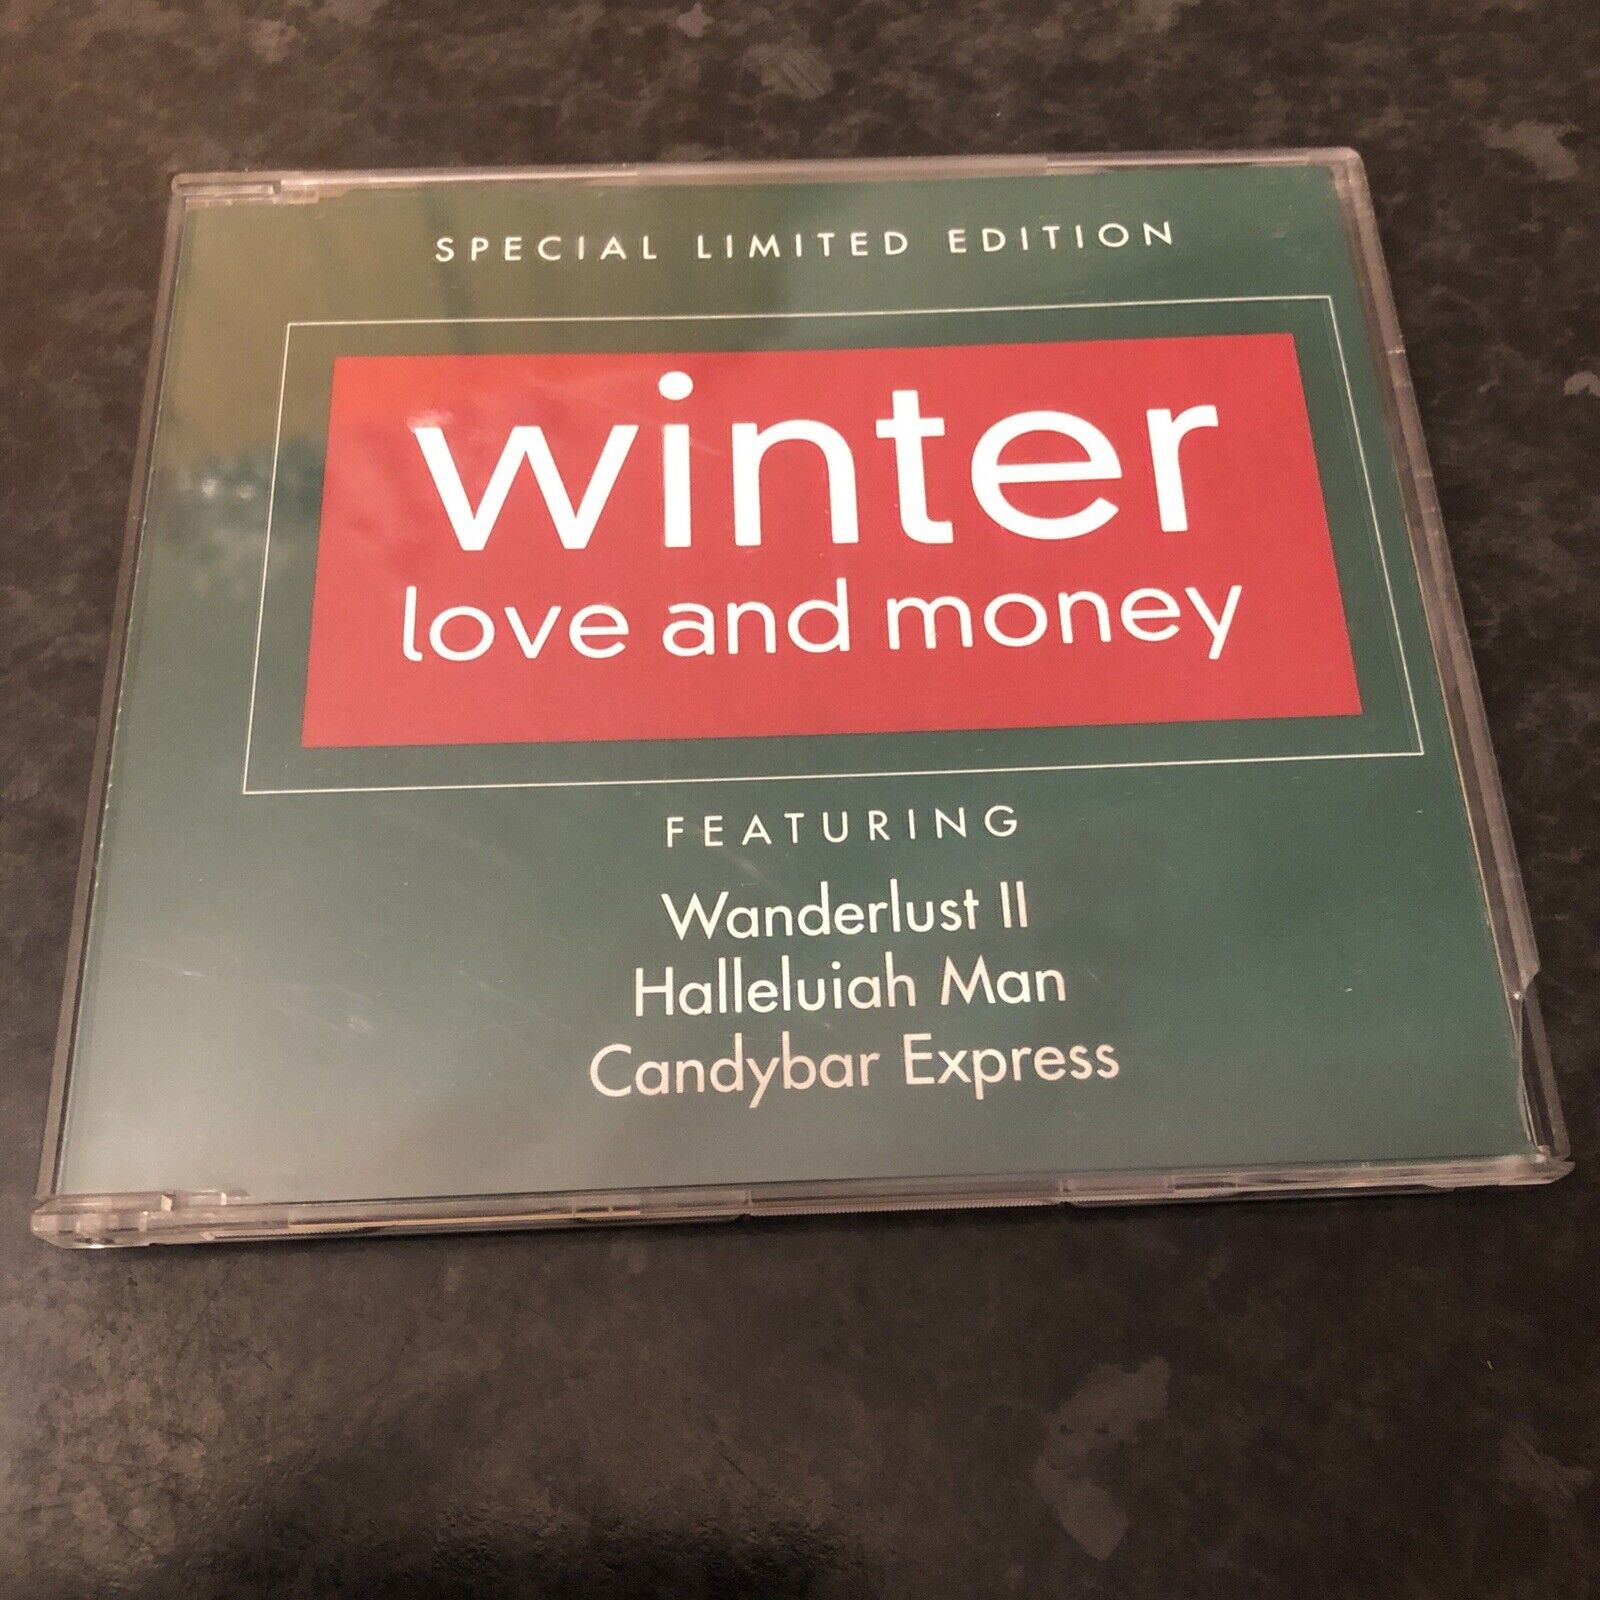 SPECIAL LIMITED EDITION
winter
love and money
FEATURING
Wanderlust II
Halleluiah Man
Candybar Express